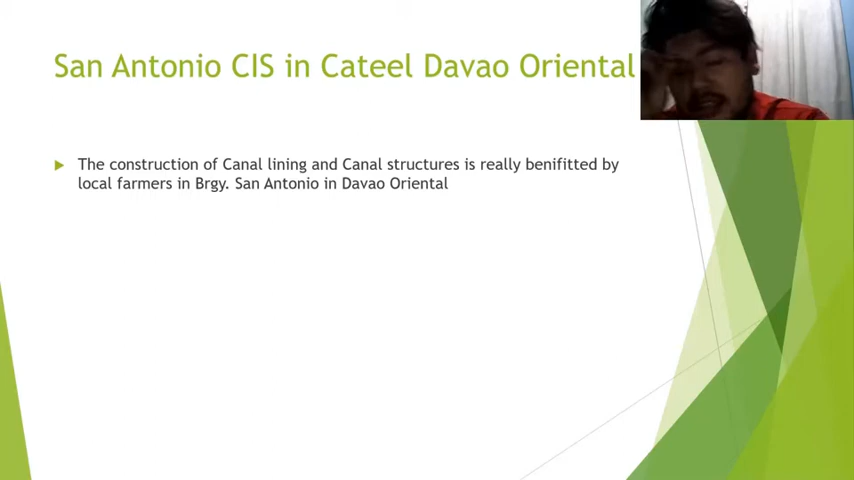 San Antonio CIS in Cateel Davao Oriental
The construction of Canal lining and Canal structures is really benifitted by
local farmers in Brgy. San Antonio in Davao Oriental